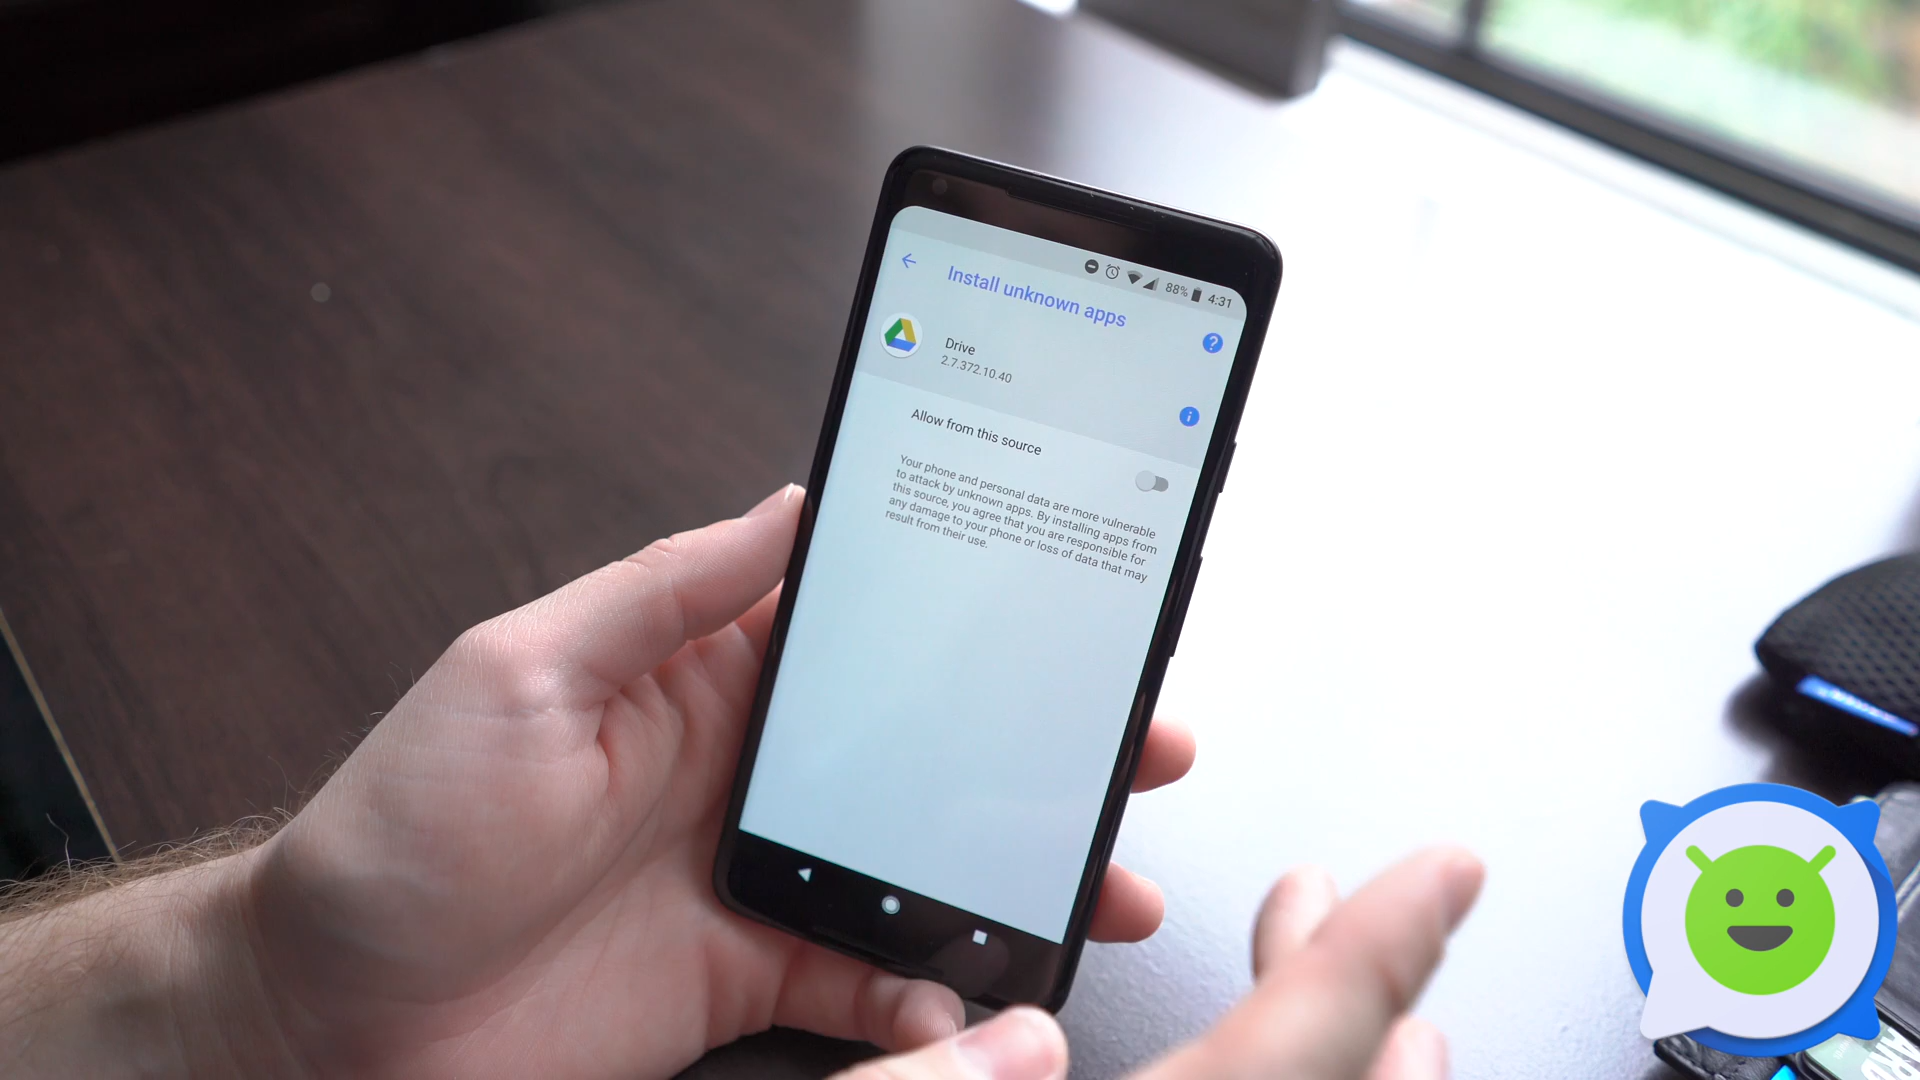 88% 4:31
Install unknown apps
Drive
2.7.372.10.40
Allow from this source
Your phone and personal data are more vulnerable
to attack by unknown apps. By installing apps from
this source, you agree that you are responsible for
any damage to your phone or loss of data that may
result from their use.